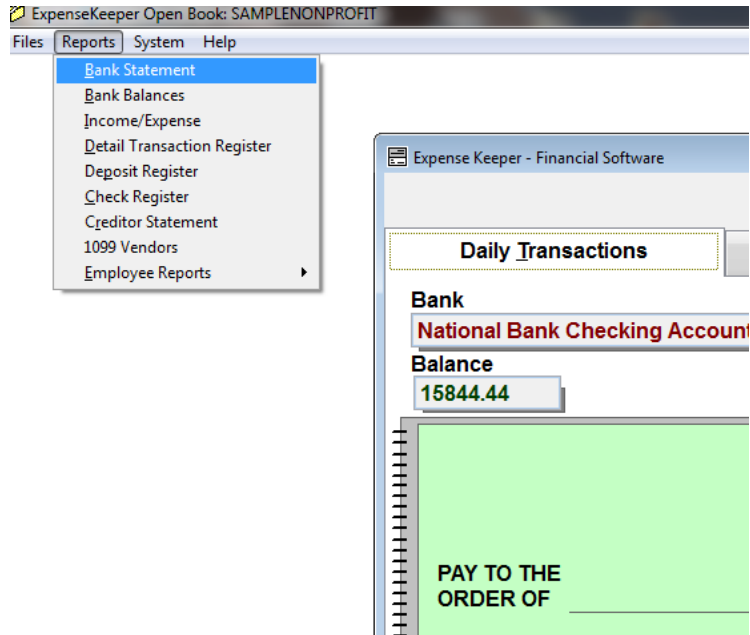 ExpenseKeeper Open Book: SAMPLENONPROFIT
Files Reports System Help
Bank Statement
Bank Balances
Income/Expense
Detail Transaction Register
Deposit Register
Check Register
Creditor Statement
1099 Vendors
Employee Reports
Expense Keeper - Financial Software
Daily Transactions
Bank
National Bank Checking Account
Balance
15844.44
PAY TO THE
ORDER OF